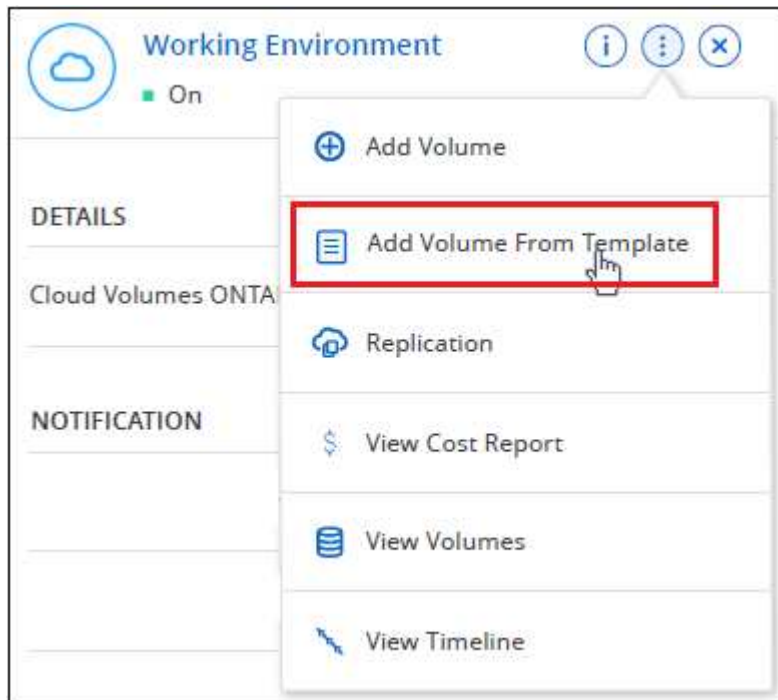 Working Environment
On
Add Volume
DETAILS
Add Volume From Template
Cloud Volumes ONTA
Replication
NOTIFICATION
$ View Cost Report
View Volumes
View Timeline